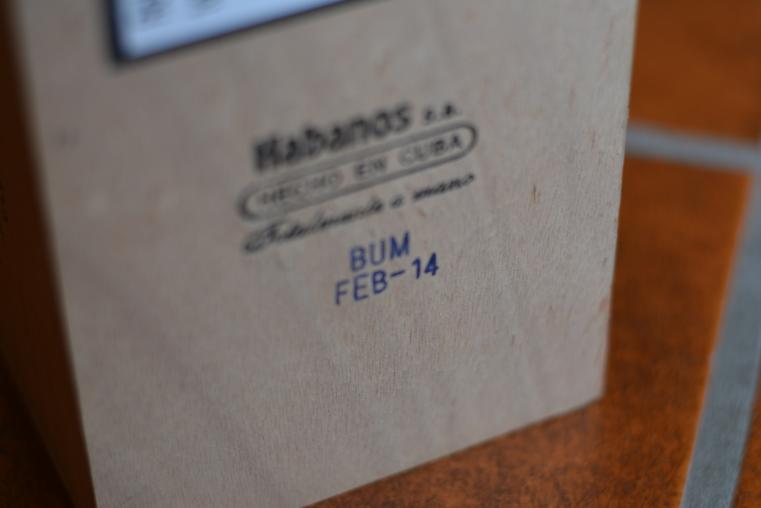 Habanos s.a.
HECHO EN CUBA
Totalmente a mano
BUM
FEB-14